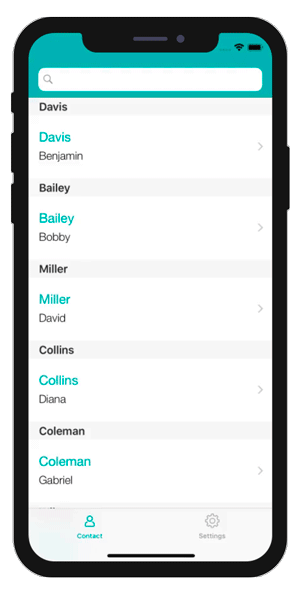 Davis
Davis
Benjamin
Bailey
Bailey
Bobby
Miller
Miller
David
Collins
Collins
Diana
Coleman
Coleman
Gabriel
Contact
Settings